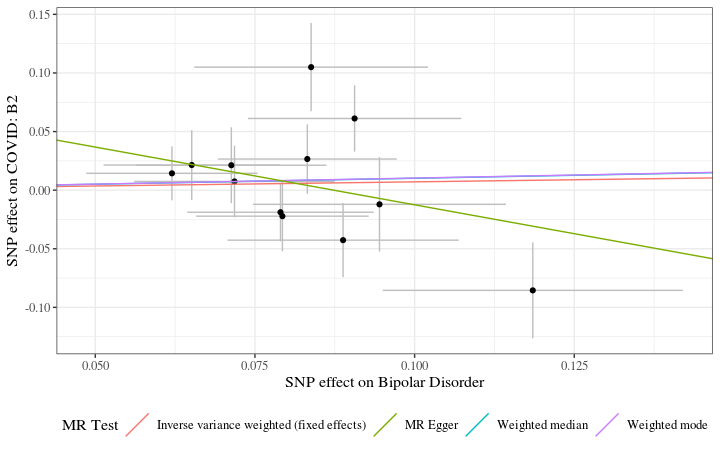 0.15
0.10
0.05
0.00
-0.05
-0.10
SNP effect on COVID: B2
0.050
0.075
0.100
0.125
SNP effect on Bipolar Disorder
MR Test
Inverse variance weighted (fixed effects)
MR Egger
Weighted median
Weighted mode